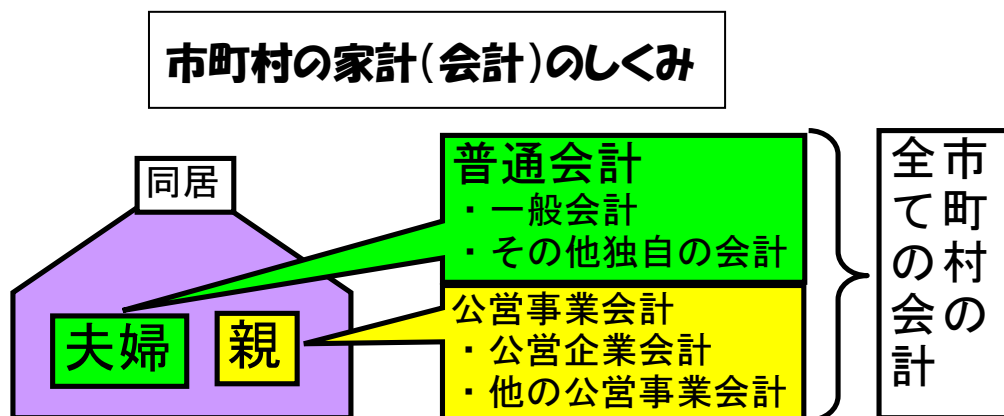 市町村の家計(会計)のしくみ
同居
夫婦
親
普通会計
・一般会計
・その他独自の会計
公営事業会計
・公営企業会計
・他の公営事業会計
市町村の
全ての会計